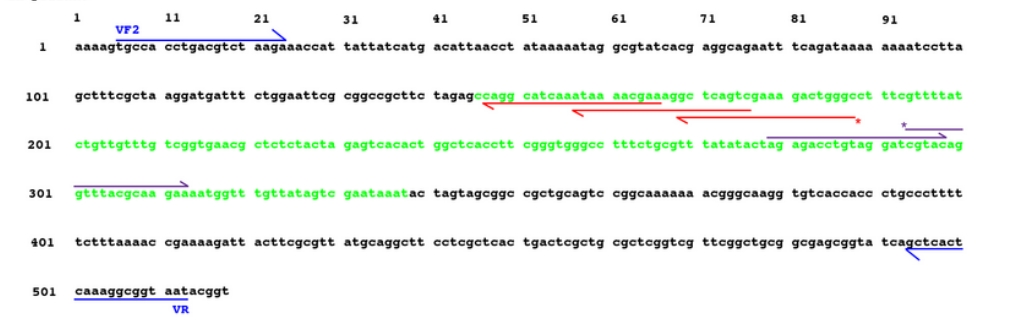 1 11 21 31 41 51 61 71 81 91
VF2
1 aaaagtgcca cctgacgtct aagaaaccat tattatcatg acattaacct ataaaaatag gcgtatcacg aggcagaatt tcagataaaa aaaatcctta
101 gctttcgcta aggatgattt ctggaattcg cggccgcttc tagagccagg catcaaataa aacgaaaggc tcagtcgaaa gactgggcct ttcgttttat
* *
201 ctgttgtttg tcggtgaacg ctctctacta gagtcacact ggctcacctt cgggtgggcc tttctgcgtt tatatactag agacctgtag gatcgtacag
301 gtttacgcaa gaaaatggtt tgttatagtc gaataaatac tagtagcggc cgctgcagtc cggcaaaaaa acgggcaagg tgtcaccacc ctgccctttt
401 tctttaaaac cgaaaagatt acttcgcgtt atgcaggctt cctcgctcac tgactcgctg cgctcggtcg ttcggctgcg gcgagcggta tcagctcact
501 caaaggcggt aatacggt
VR